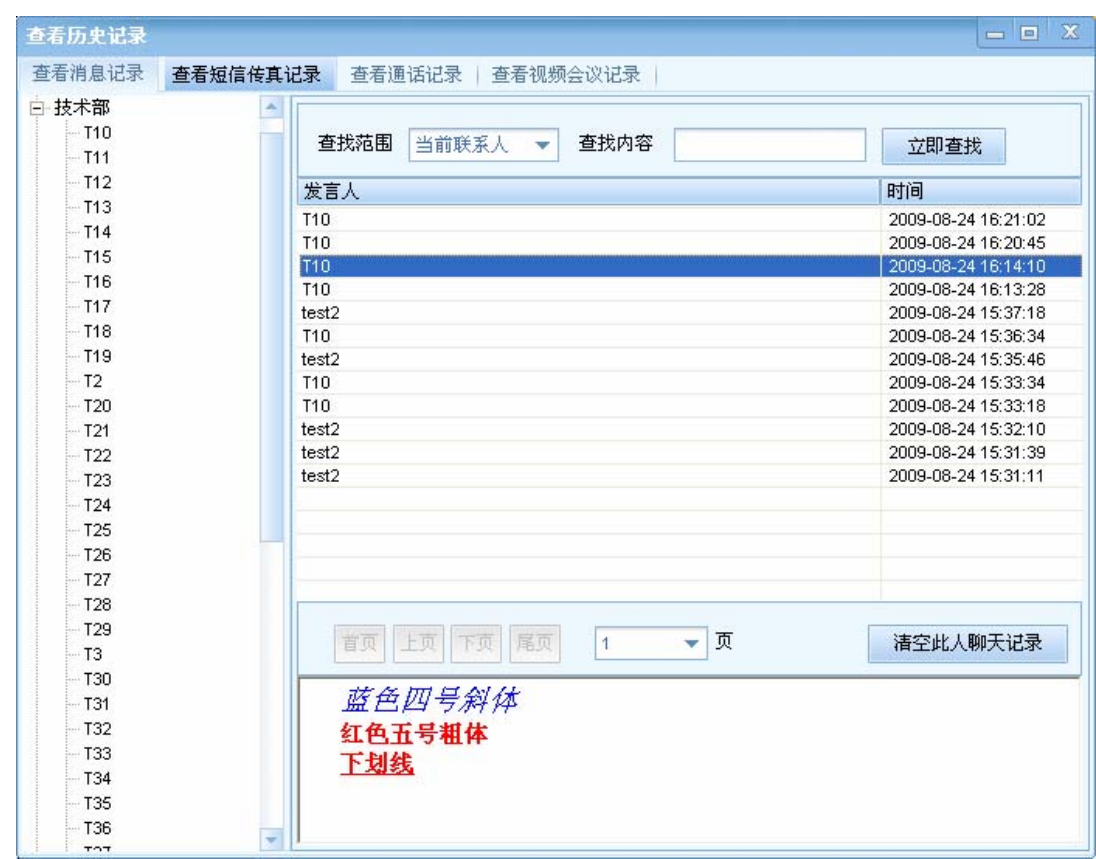 查看历史记录
查看消息记录 查看短信传真记录 查看通话记录 查看视频会议记录
技术部
T10
T11
T12
T13
T14
T15
T16
T17
T18
T19
T2
T20
T21
T22
T23
T24
T25
T26
T27
T28
T29
T3
T30
T31
T32
T33
T34
T35
T36
T37
查找范围 当前联系人 查找内容 立即查找
发言人 时间
T10 2009-08-24 16:21:02
T10 2009-08-24 16:20:45
T10 2009-08-24 16:14:10
T10 2009-08-24 16:13:28
test2 2009-08-24 15:37:18
T10 2009-08-24 15:36:34
test2 2009-08-24 15:35:46
T10 2009-08-24 15:33:34
T10 2009-08-24 15:33:18
test2 2009-08-24 15:32:10
test2 2009-08-24 15:31:39
test2 2009-08-24 15:31:11
首页 上页 下页 尾页 1 页 清空此人聊天记录
蓝色四号斜体
红色五号粗体
下划线